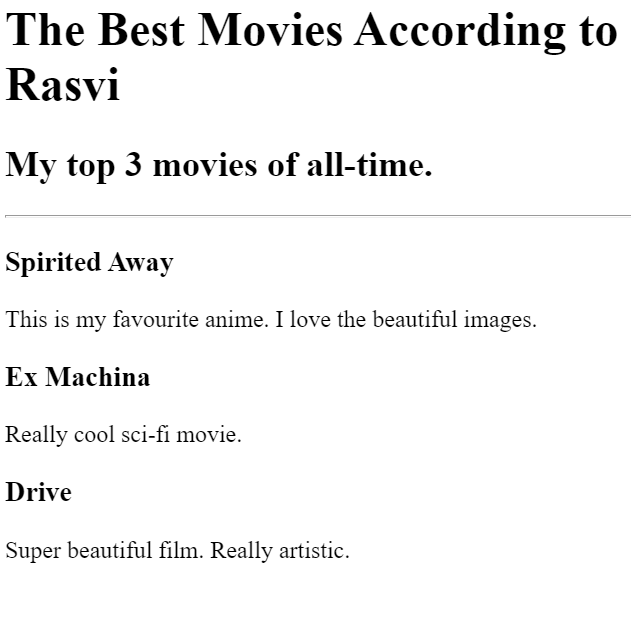 The Best Movies According to
Rasvi
My top 3 movies of all-time.
Spirited Away
This is my favourite anime. I love the beautiful images.
Ex Machina
Really cool sci-fi movie.
Drive
Super beautiful film. Really artistic.